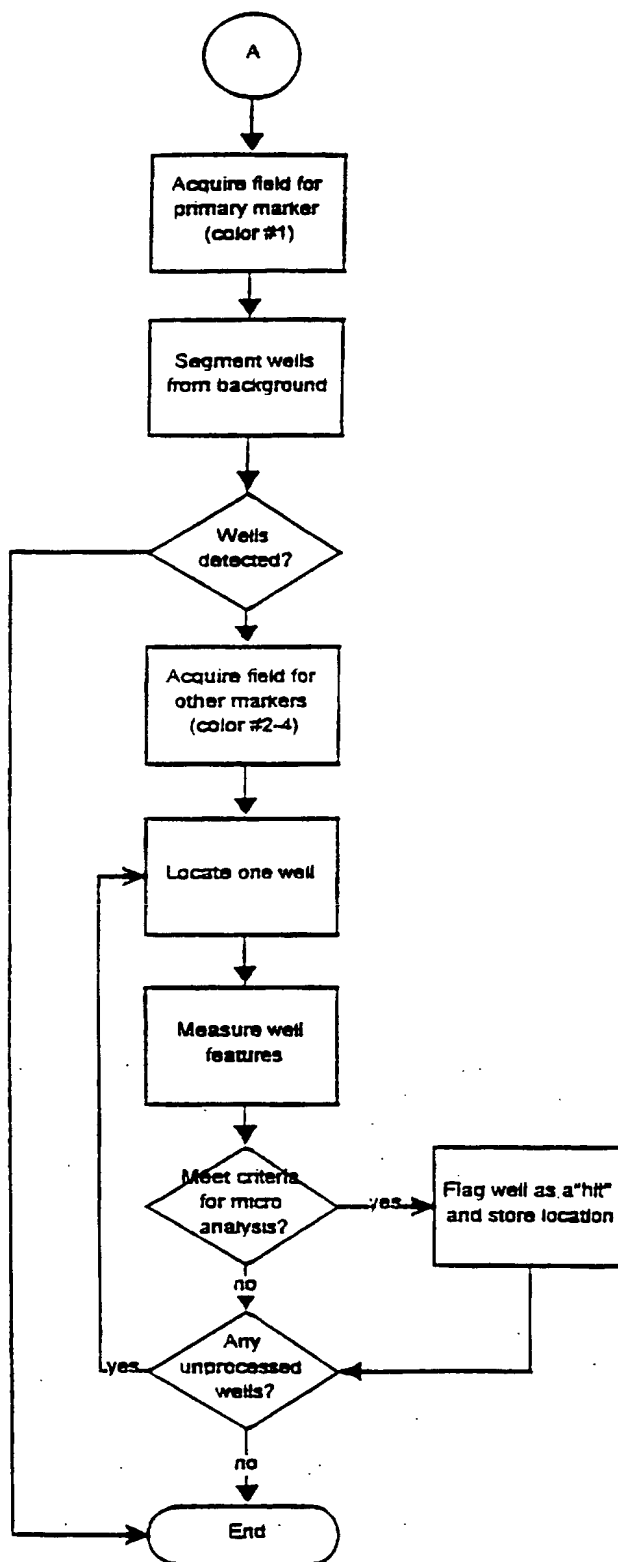 A
Acquire field for
primary marker
(color #1)
Segment wells
from background
Wells
detected?
Acquire field for
other markers
(color #2-4)
Locate one well
Measure well
features
Meet criteria
for micro
analysis?
yes
Flag well as a "hit"
and store location
no
Any
unprocessed
wells?
yes
no
End